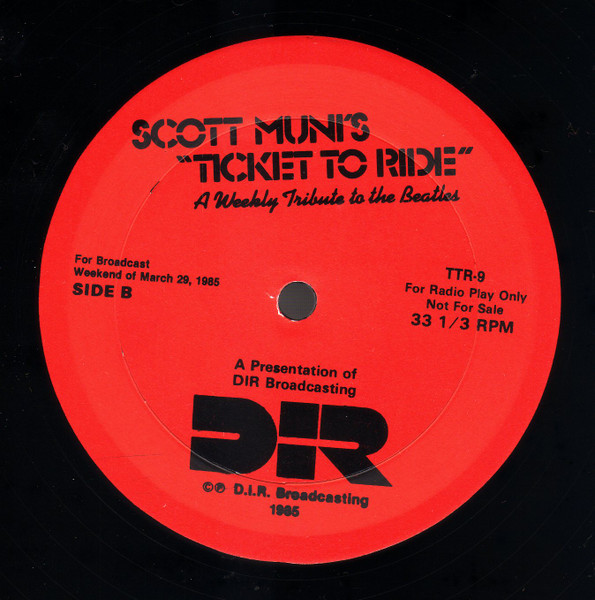 SCOTT MUNI'S
"TICKET TO RIDE"
A Weekly Tribute to the Beatles
For Broadcast
Weekend of March 29, 1985
SIDE B
TTR-9
For Radio Play Only
Not For Sale
33 1/3 RPM
A Presentation of
DIR Broadcasting
DIR
©℗ D.I.R. Broadcasting
1985